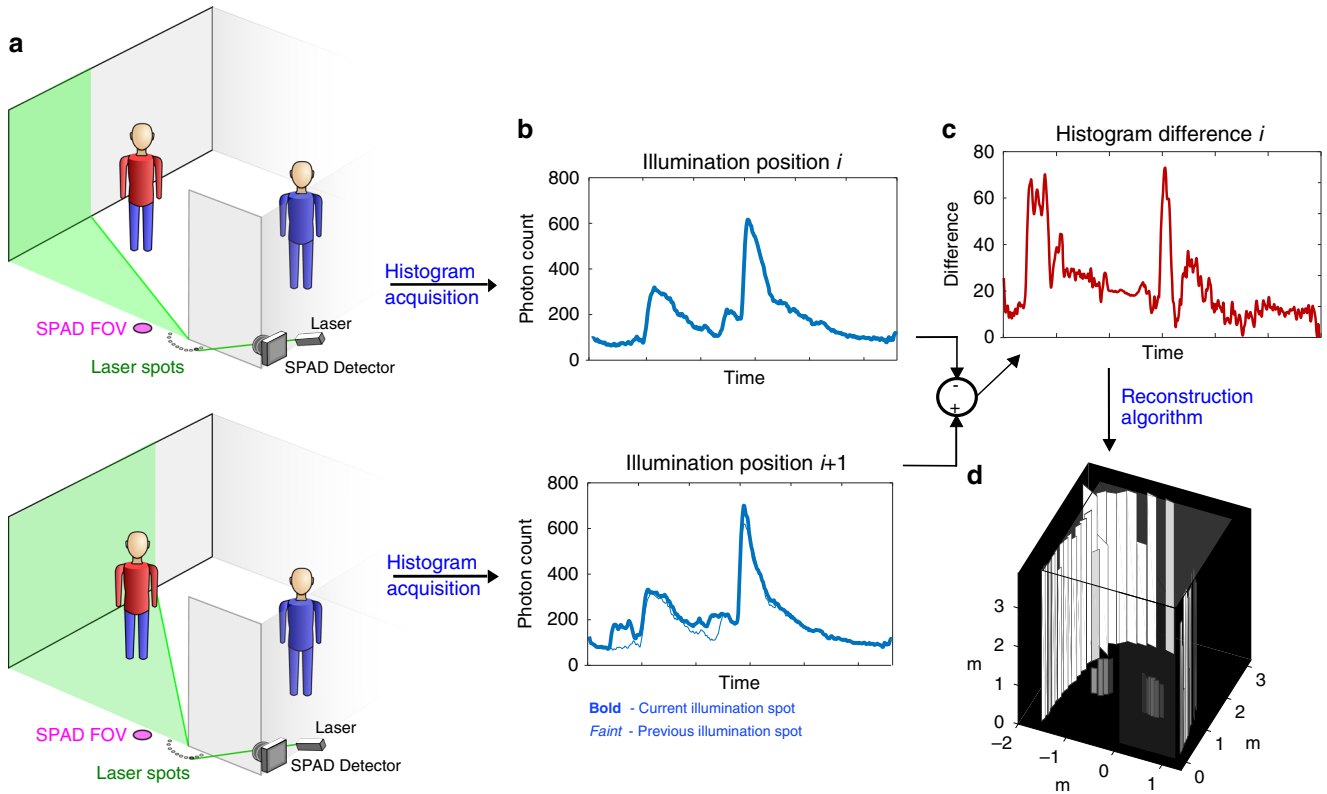 a
SPAD FOV
Laser spots
Laser
SPAD Detector
Histogram
acquisition
SPAD FOV
Laser spots
Laser
SPAD Detector
Histogram
acquisition
b
Illumination position i
Photon count
800
600
400
200
0
Time
Illumination position i+1
Photon count
800
600
400
200
0
Time
Bold - Current illumination spot
Faint - Previous illumination spot
-
+
c
Histogram difference i
Difference
80
60
40
20
0
Time
Reconstruction
algorithm
d
3
2
1
0
m
–2
–1
0
1
m
0
1
2
3
m